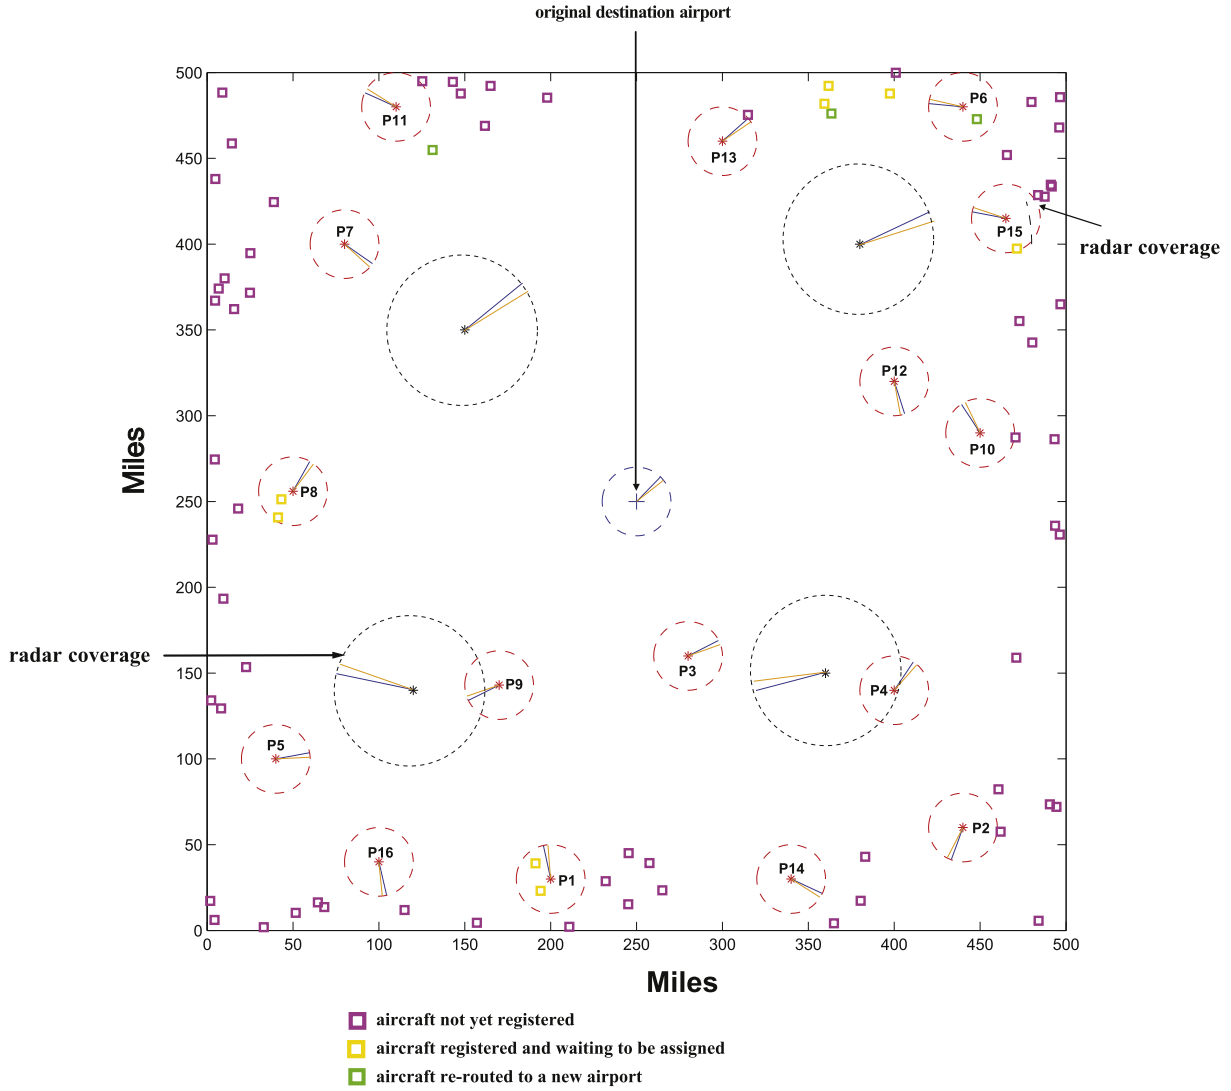 original destination airport
500
450
400
350
300
250
200
150
100
50
0
Miles
P11
P6
P13
P15
radar coverage
P7
P12
P10
P8
radar coverage
P3
P9
P4
P5
P2
P16
P1
P14
0 50 100 150 200 250 300 350 400 450 500
Miles
aircraft not yet registered
aircraft registered and waiting to be assigned
aircraft re-routed to a new airport